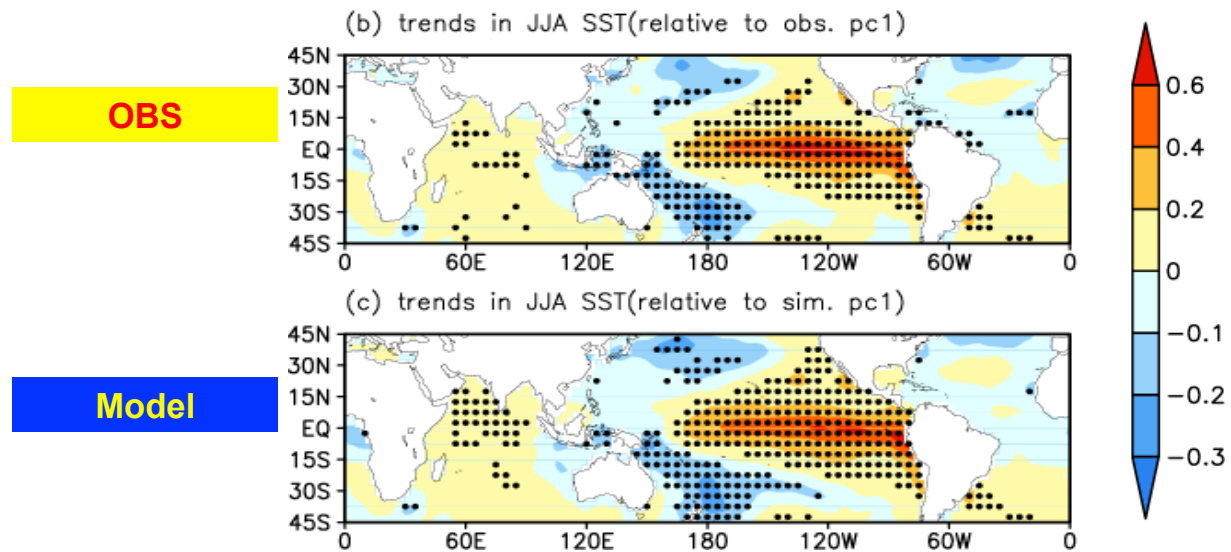 (b) trends in JJA SST(relative to obs. pc1)
OBS
45N
30N
15N
EQ
15S
30S
45S
0 60E 120E 180 120W 60W 0
(c) trends in JJA SST(relative to sim. pc1)
Model
45N
30N
15N
EQ
15S
30S
45S
0 60E 120E 180 120W 60W 0
0.6
0.4
0.2
0
−0.1
−0.2
−0.3